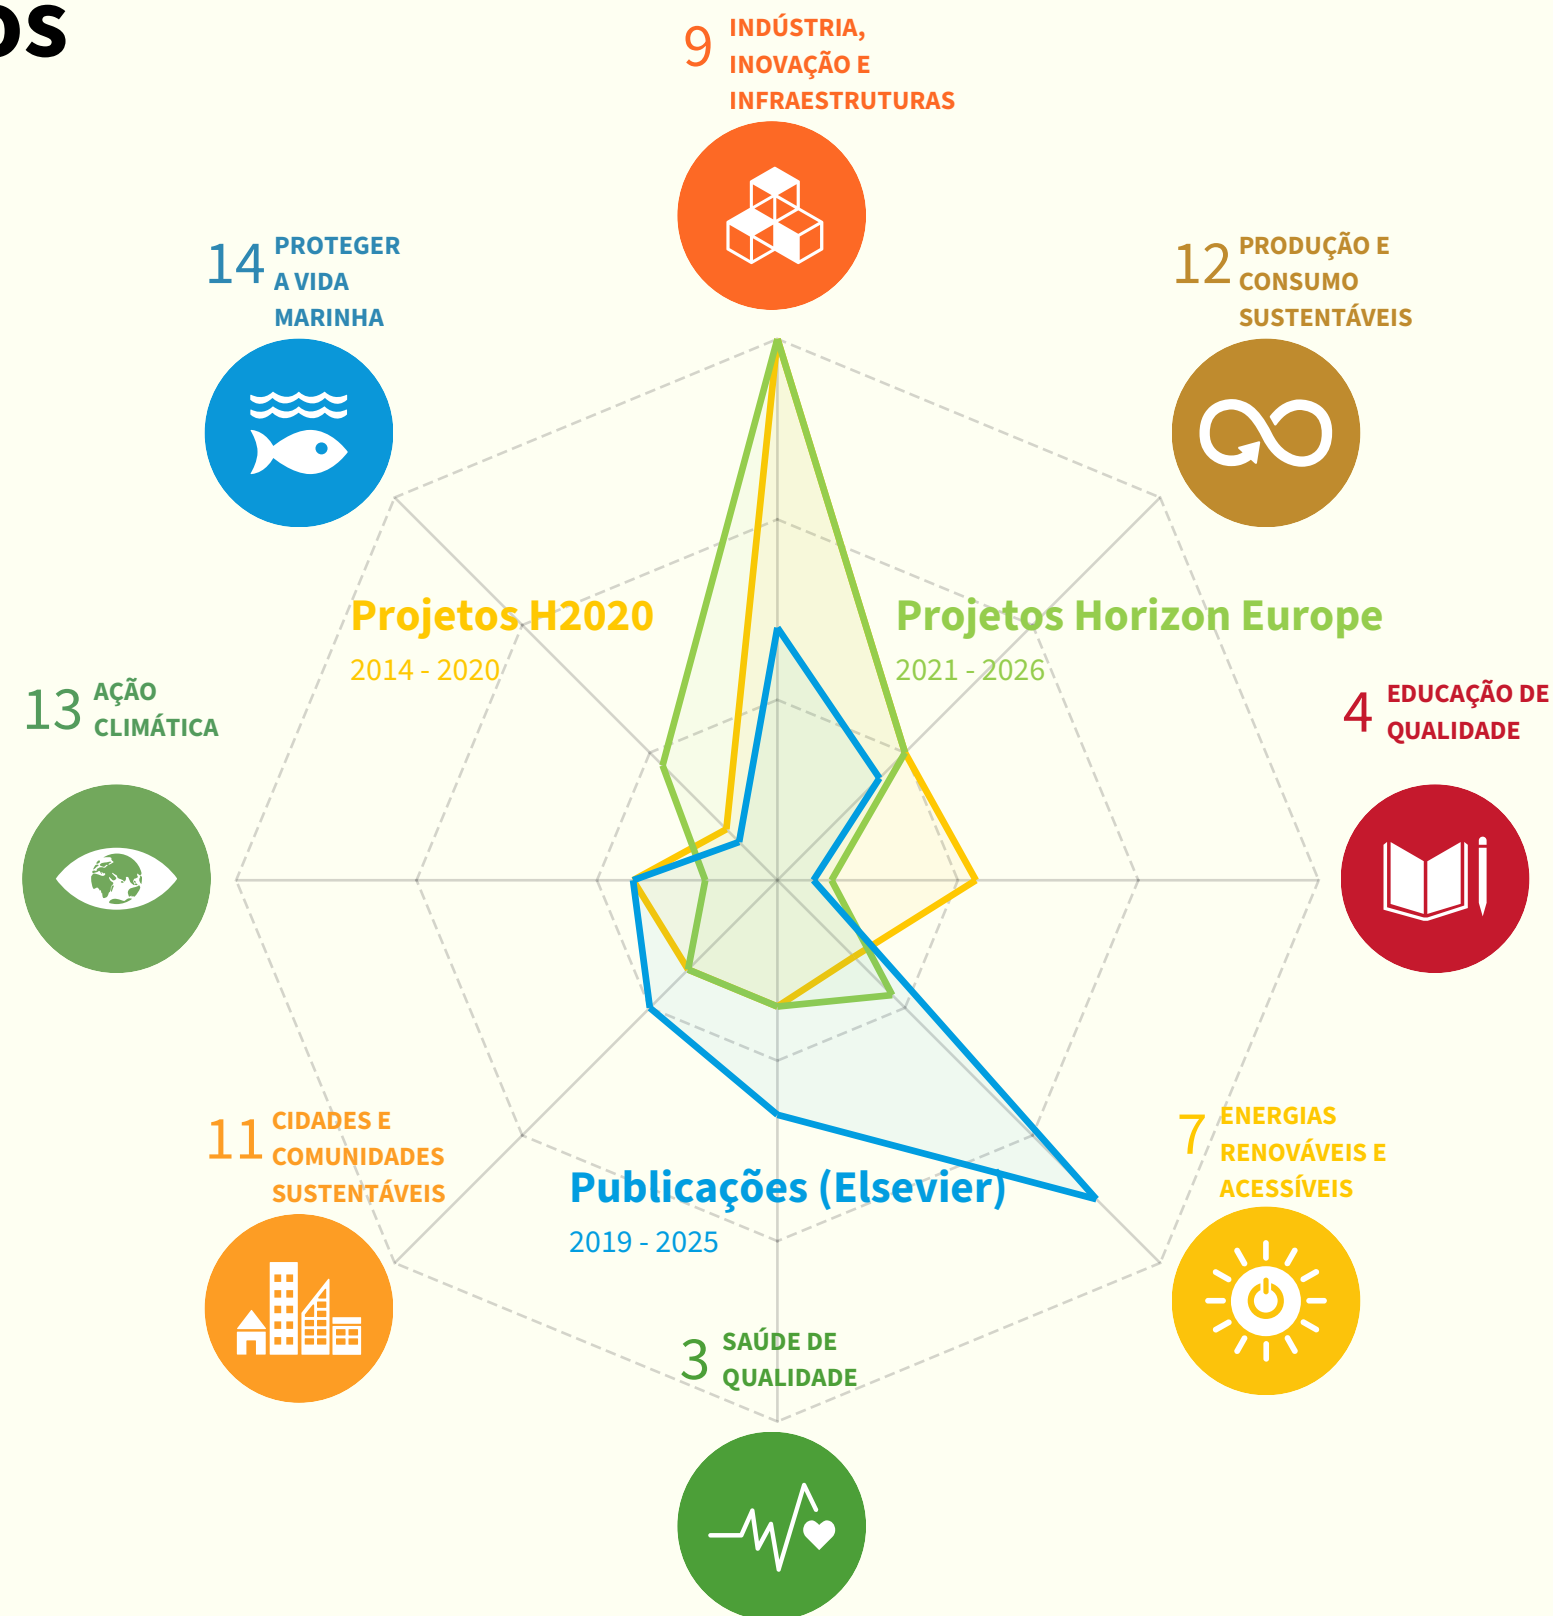 os
9
INDÚSTRIA,
INOVAÇÃO E
INFRAESTRUTURAS
14
PROTEGER
A VIDA
MARINHA
12
PRODUÇÃO E
CONSUMO
SUSTENTÁVEIS
Projetos H2020
2014 - 2020
Projetos Horizon Europe
2021 - 2026
13
AÇÃO
CLIMÁTICA
4
EDUCAÇÃO DE
QUALIDADE
11
CIDADES E
COMUNIDADES
SUSTENTÁVEIS
7
ENERGIAS
RENOVÁVEIS E
ACESSÍVEIS
Publicações (Elsevier)
2019 - 2025
3
SAÚDE DE
QUALIDADE